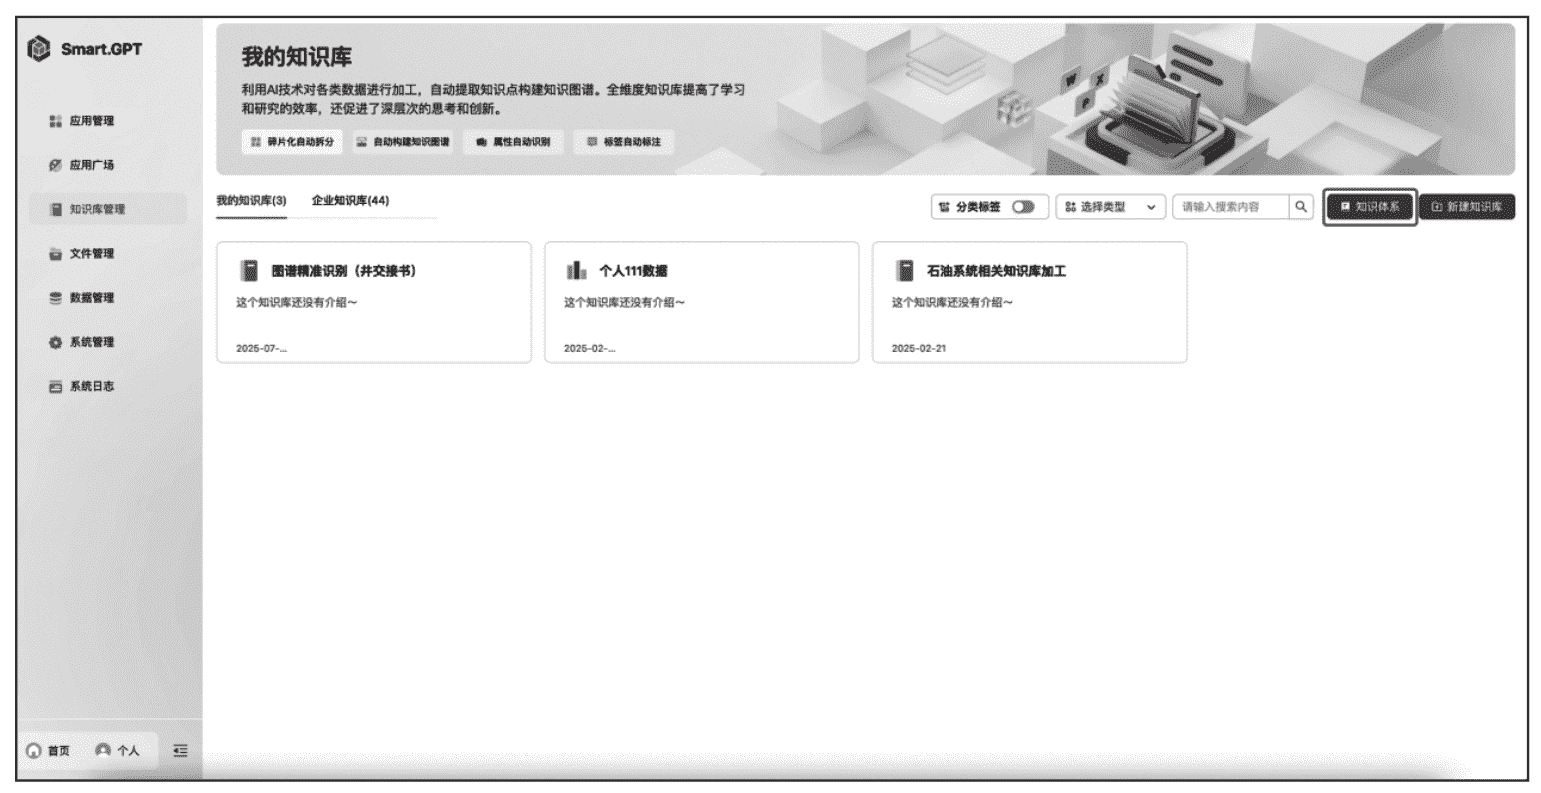 Smart.GPT
应用管理
应用广场
知识库管理
文件管理
数据管理
系统管理
系统日志
首页 个人
我的知识库
利用AI技术对各类数据进行加工，自动提取知识点构建知识图谱。全维度知识库提高了学习
和研究的效率，还促进了深层次的思考和创新。
碎片化自动拆分 自动构建知识图谱 属性自动识别 标签自动标注
W X
P
我的知识库(3) 企业知识库(44)
分类标签 选择类型 请输入搜索内容 知识体系 新建知识库
图谱精准识别（井交接书）
这个知识库还没有介绍～
2025-07-...
个人111数据
这个知识库还没有介绍～
2025-02-...
石油系统相关知识库加工
这个知识库还没有介绍～
2025-02-21